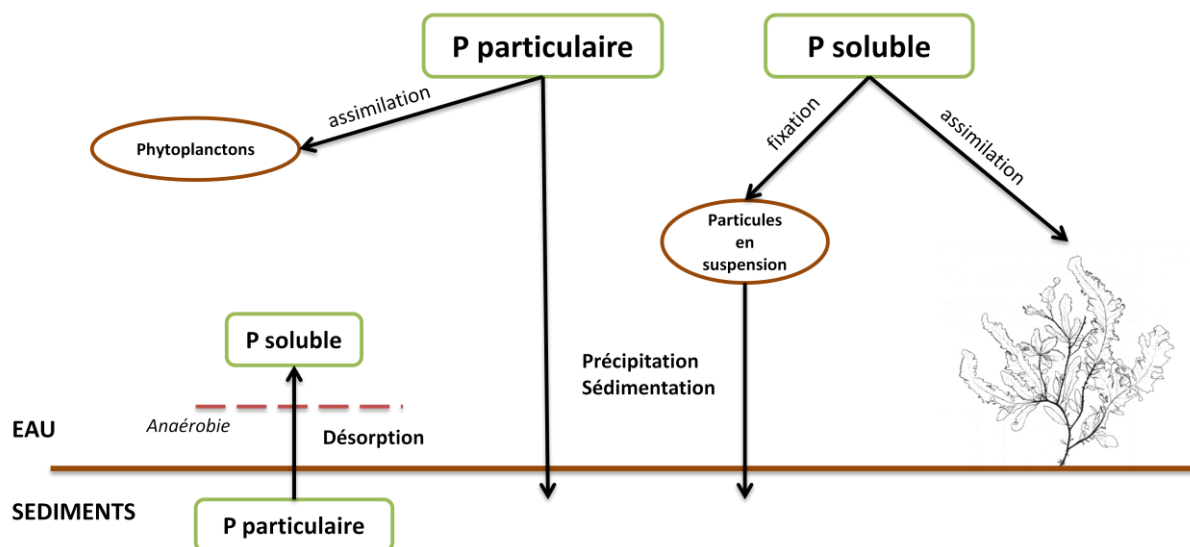 P particulaire
P soluble
assimilation
fixation
assimilation
Phytoplanctons
Particules
en
suspension
P soluble
Précipitation
Sédimentation
Anaérobie
Désorption
EAU
SEDIMENTS
P particulaire